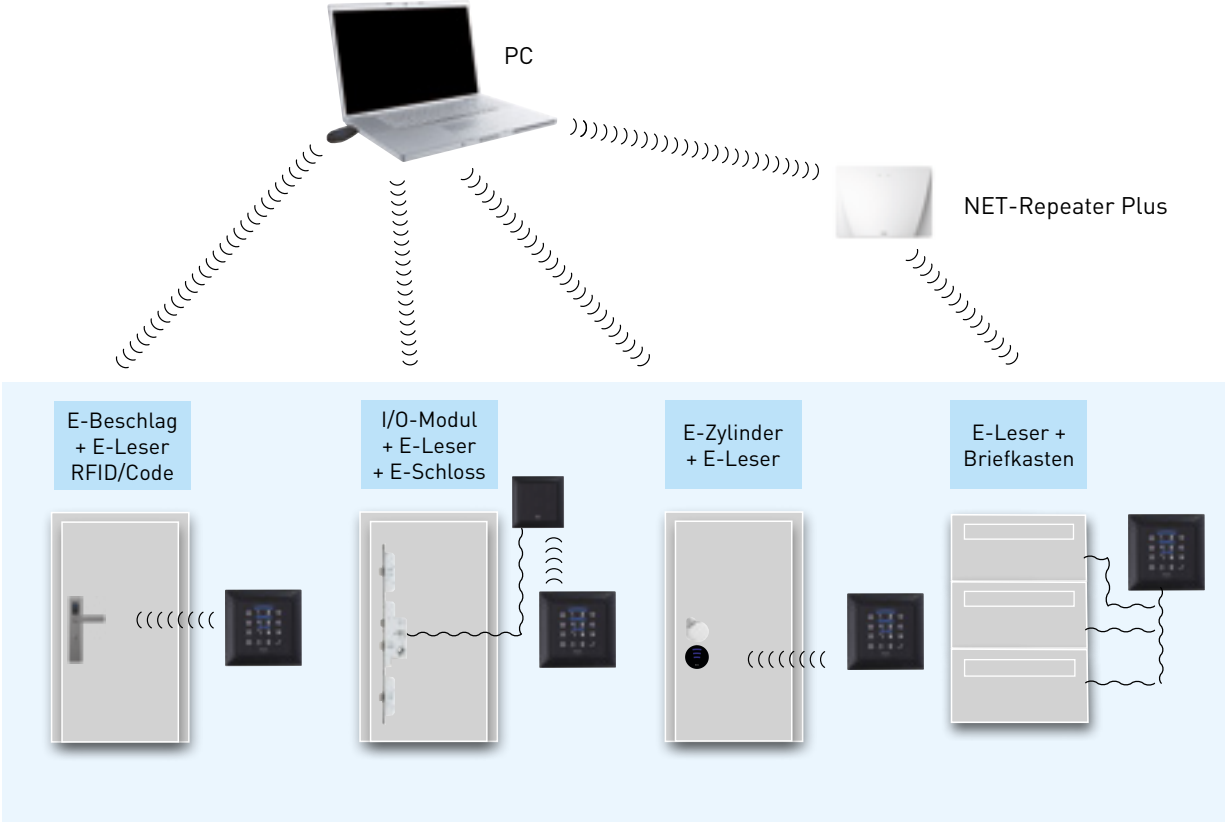 PC
NET-Repeater Plus
E-Beschlag
+ E-Leser
RFID/Code
I/O-Modul
+ E-Leser
+ E-Schloss
E-Zylinder
+ E-Leser
E-Leser +
Briefkasten